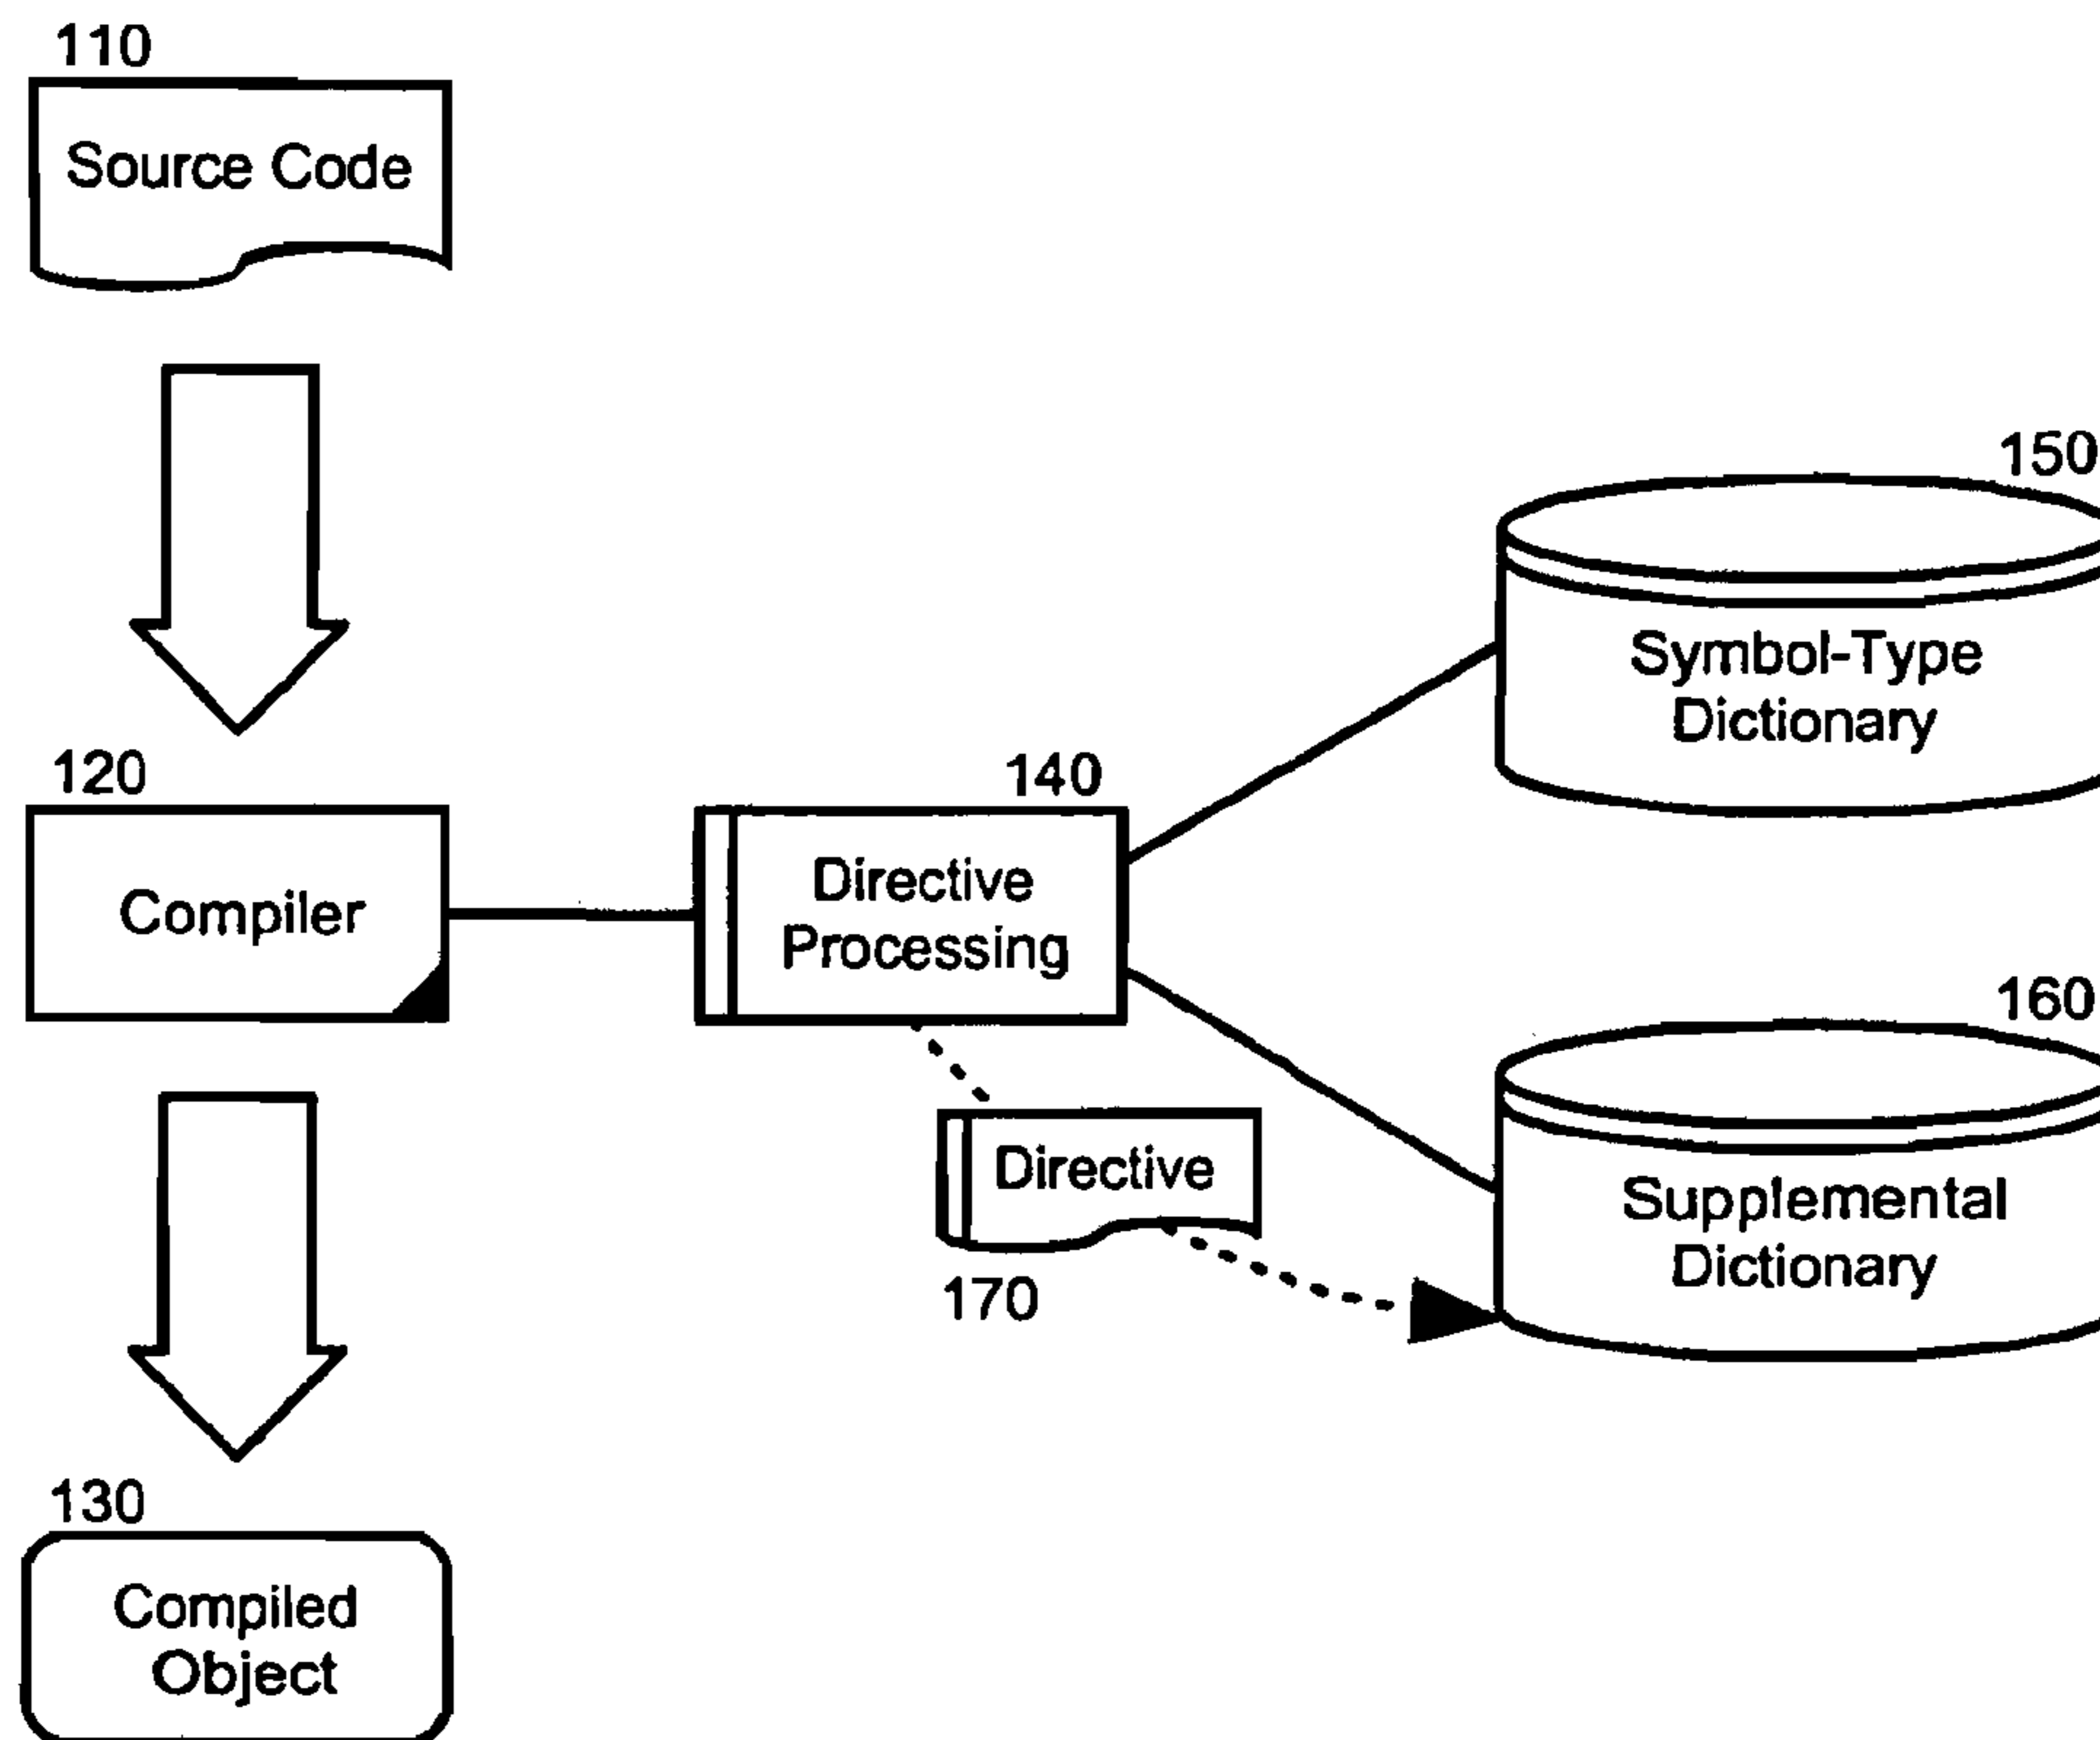 110
Source Code
150
Symbol-Type
Dictionary
120
Compiler
140
Directive
Processing
160
Supplemental
Dictionary
Directive
170
130
Compiled
Object